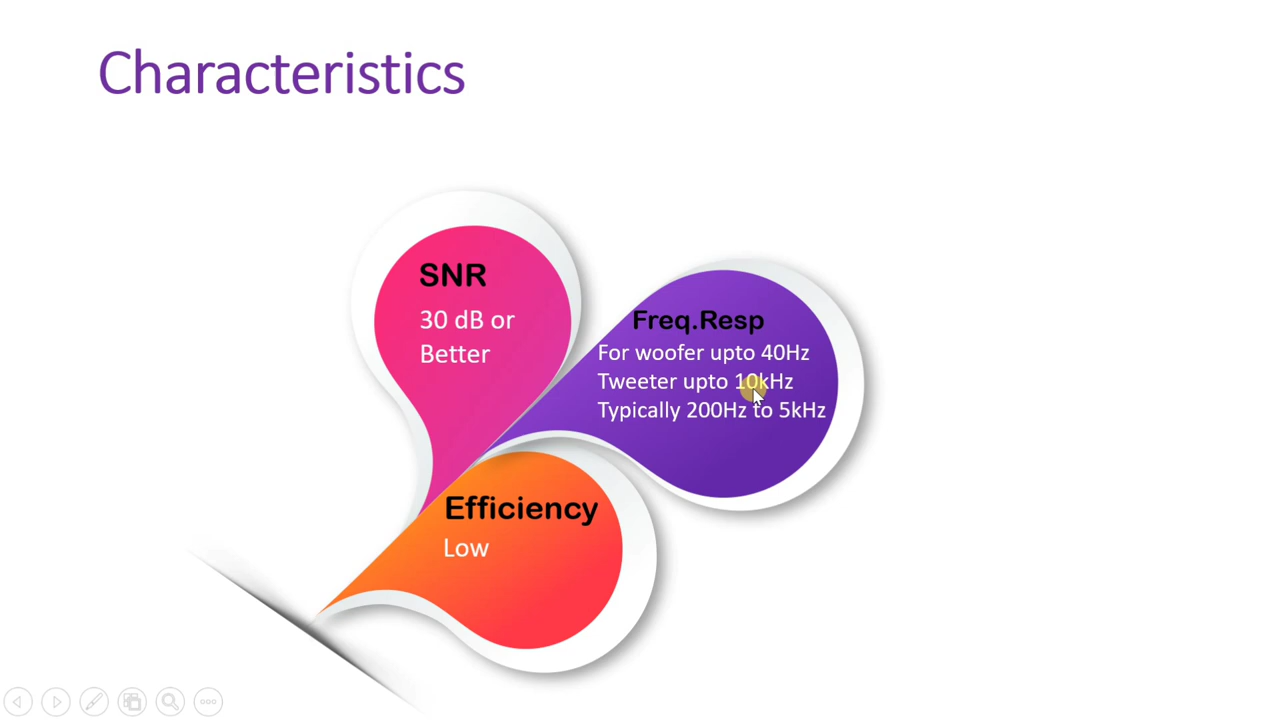 Characteristics
SNR
30 dB or
Better
Freq.Resp
For woofer upto 40Hz
Tweeter upto 10kHz
Typically 200Hz to 5kHz
Efficiency
Low